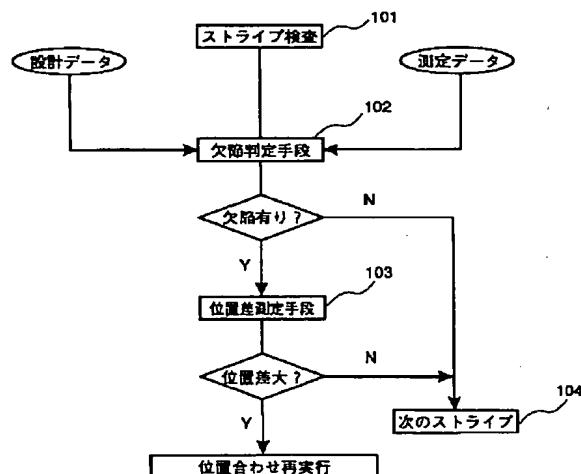 101
ストライプ検査
設計データ
測定データ
102
欠陥判定手段
欠陥有り？
N
Y
103
位置差測定手段
位置差大？
N
104
Y
次のストライプ
位置合わせ再実行